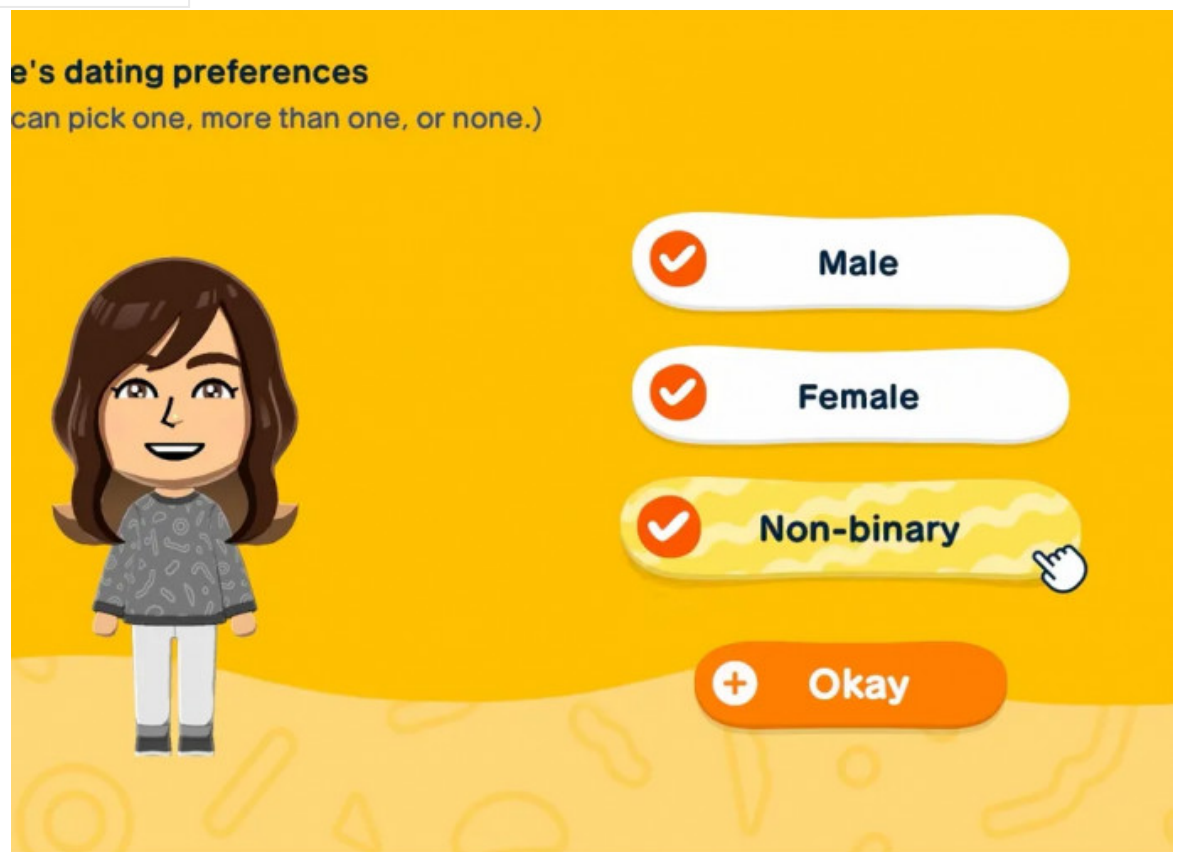 e's dating preferences
can pick one, more than one, or none.)
Male
Female
Non-binary
Okay